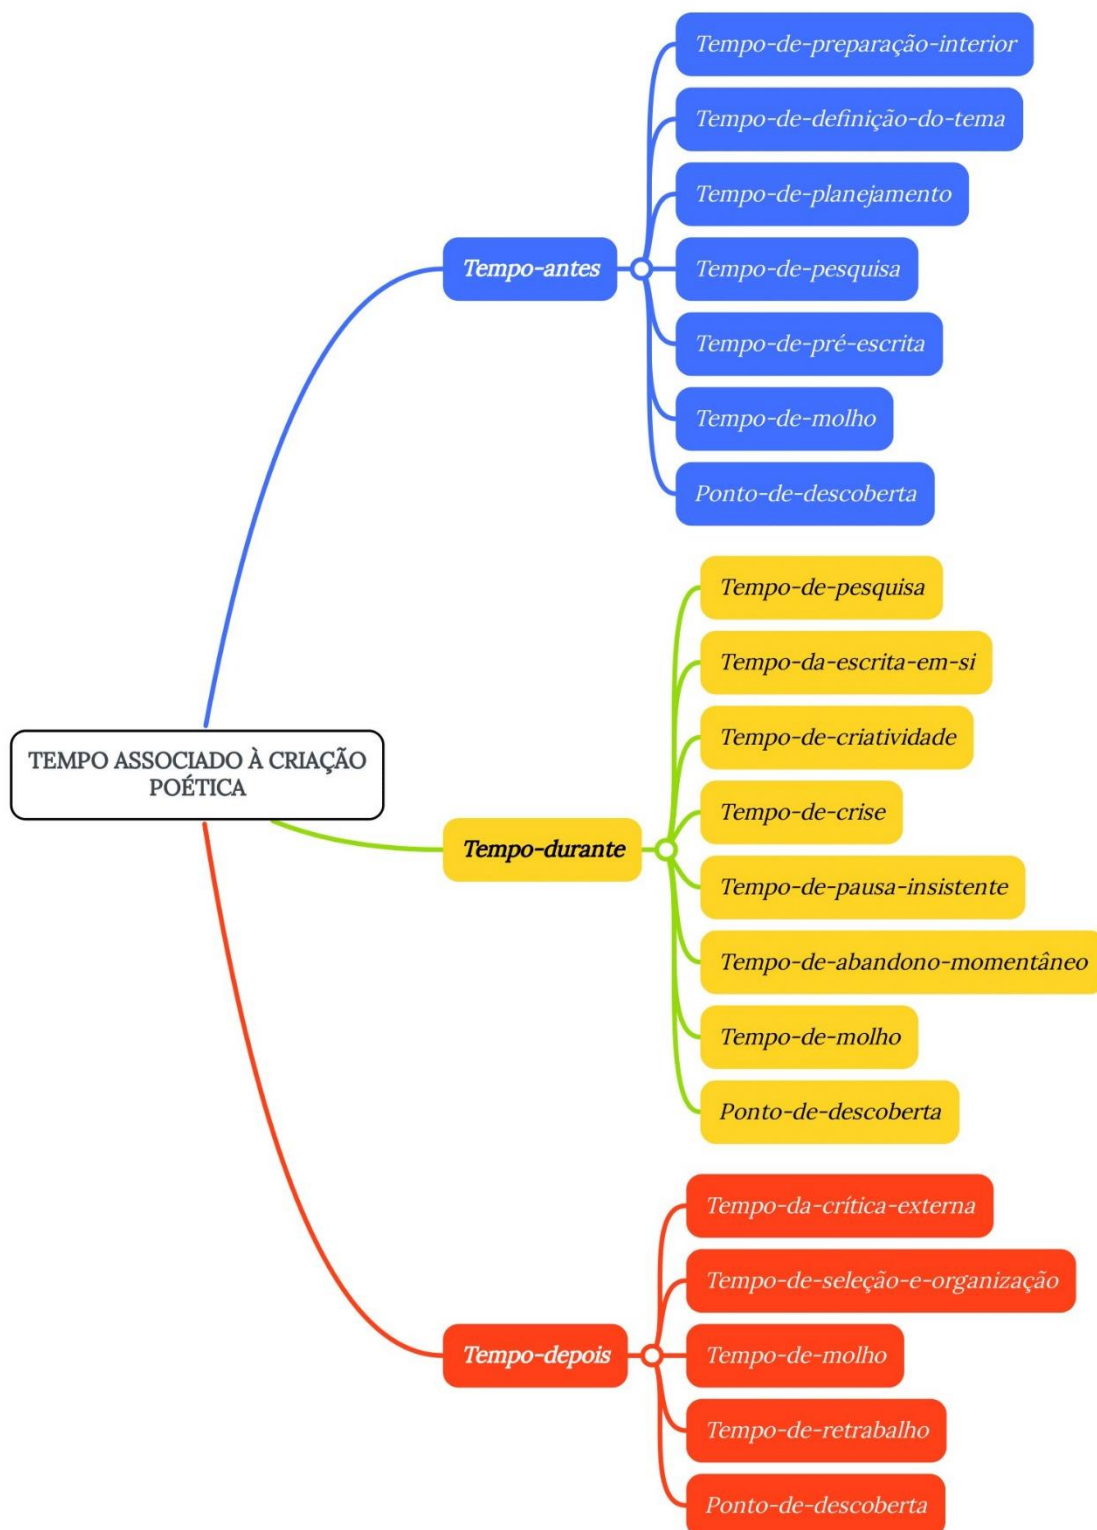 Tempo-de-preparação-interior
Tempo-de-definição-do-tema
Tempo-de-planejamento
Tempo-antes
Tempo-de-pesquisa
Tempo-de-pré-escrita
Tempo-de-molho
Ponto-de-descoberta
Tempo-de-pesquisa
Tempo-da-escrita-em-si
Tempo-de-criatividade
TEMPO ASSOCIADO À CRIAÇÃO
POÉTICA
Tempo-de-crise
Tempo-durante
Tempo-de-pausa-insistente
Tempo-de-abandono-momentâneo
Tempo-de-molho
Ponto-de-descoberta
Tempo-da-crítica-externa
Tempo-de-seleção-e-organização
Tempo-depois
Tempo-de-molho
Tempo-de-retrabalho
Ponto-de-descoberta